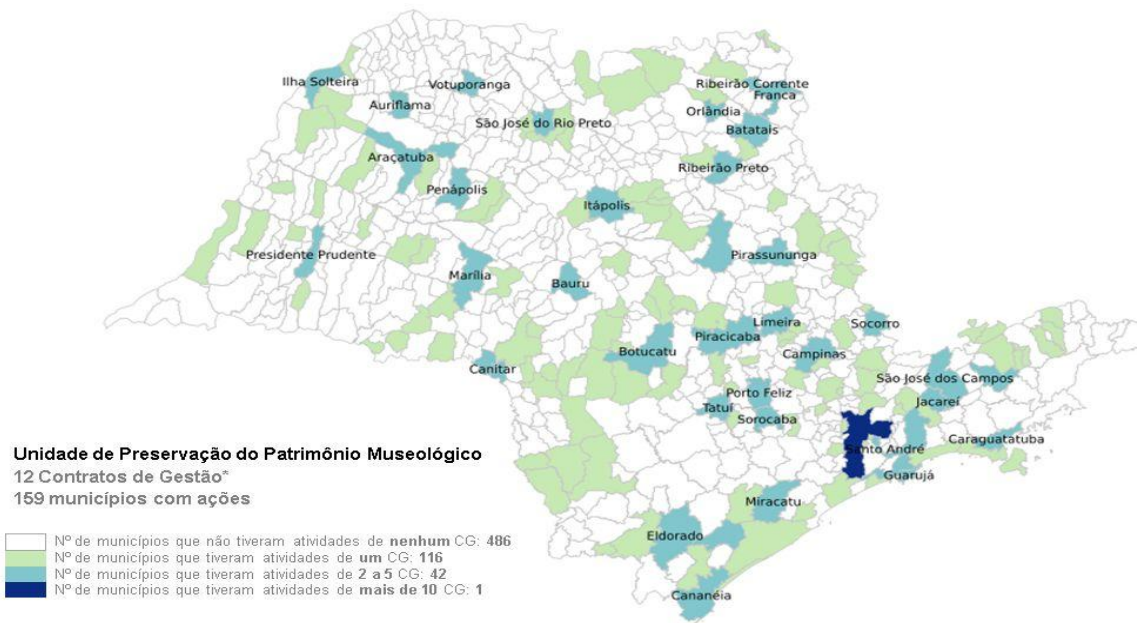 Ilha Solteira
Votuporanga
Ribeirão Corrente
Franca
Auriflama
Orlândia
São José do Rio Preto
Batatais
Araçatuba
Ribeirão Preto
Penápolis
Itápolis
Presidente Prudente
Pirassununga
Marília
Bauru
Limeira
Socorro
Piracicaba
Botucatu
Campinas
Canitar
São José dos Campos
Porto Feliz
Jacareí
Tatuí
Sorocaba
Caraguatatuba
Santo André
Guarujá
Miracatu
Eldorado
Cananéia
Unidade de Preservação do Patrimônio Museológico
12 Contratos de Gestão*
159 municípios com ações
Nº de municípios que não tiveram atividades de nenhum CG: 486
Nº de municípios que tiveram atividades de um CG: 116
Nº de municípios que tiveram atividades de 2 a 5 CG: 42
Nº de municípios que tiveram atividades de mais de 10 CG: 1